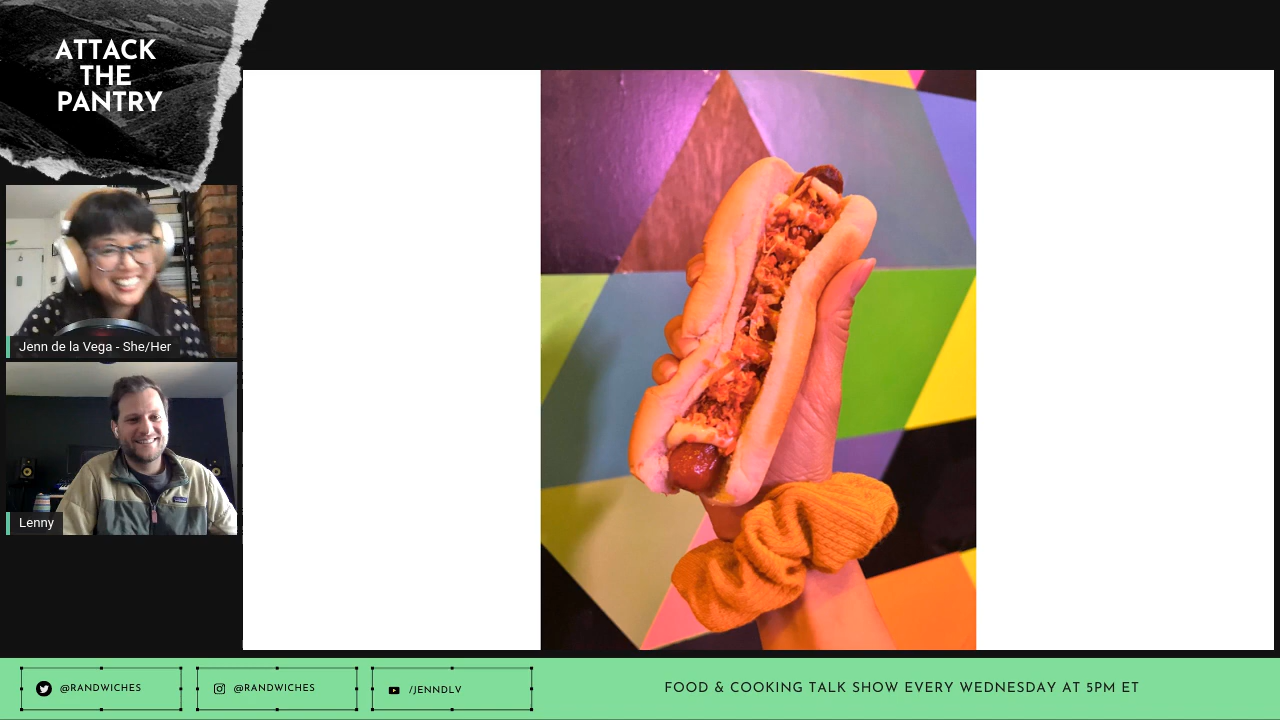 ATTACK
THE
PANTRY
Jenn de la Vega - She/Her
Lenny
@RANDWICHES
@RANDWICHES
/JENNDLV
FOOD & COOKING TALK SHOW EVERY WEDNESDAY AT 5PM ET